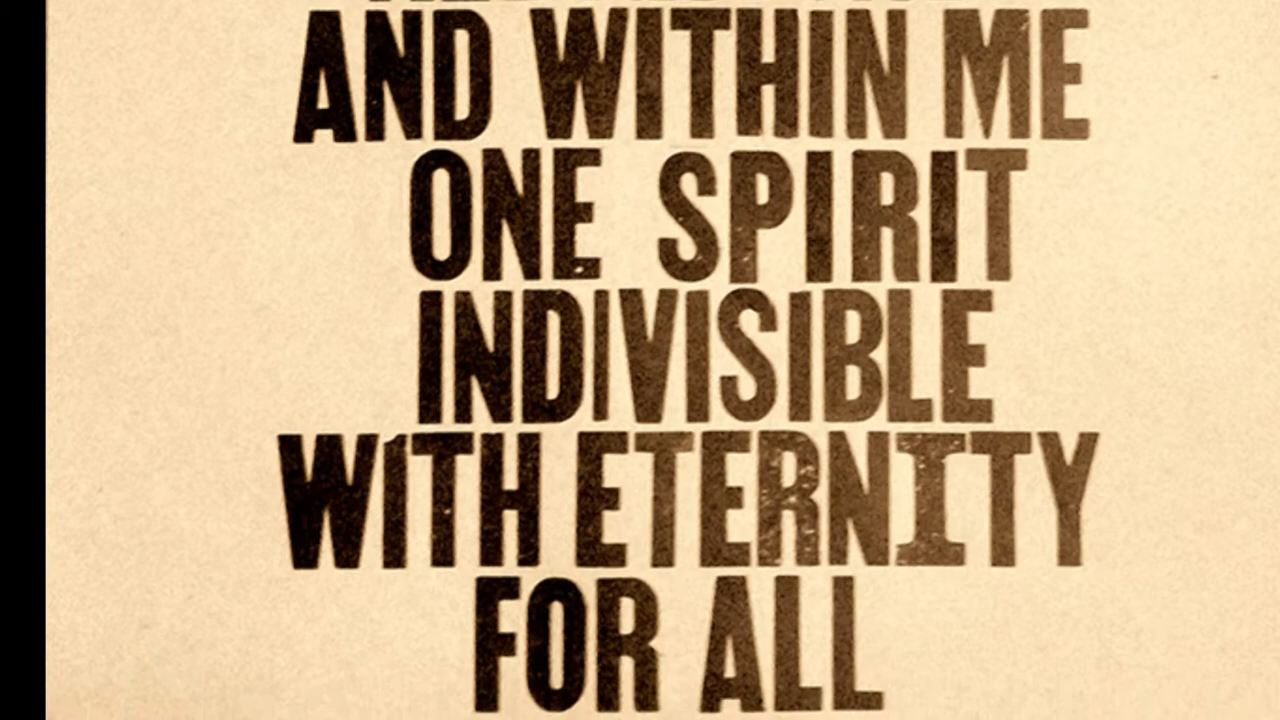 AND WITHIN ME
ONE SPIRIT
INDIVISIBLE
WITH ETERNITY
FOR ALL